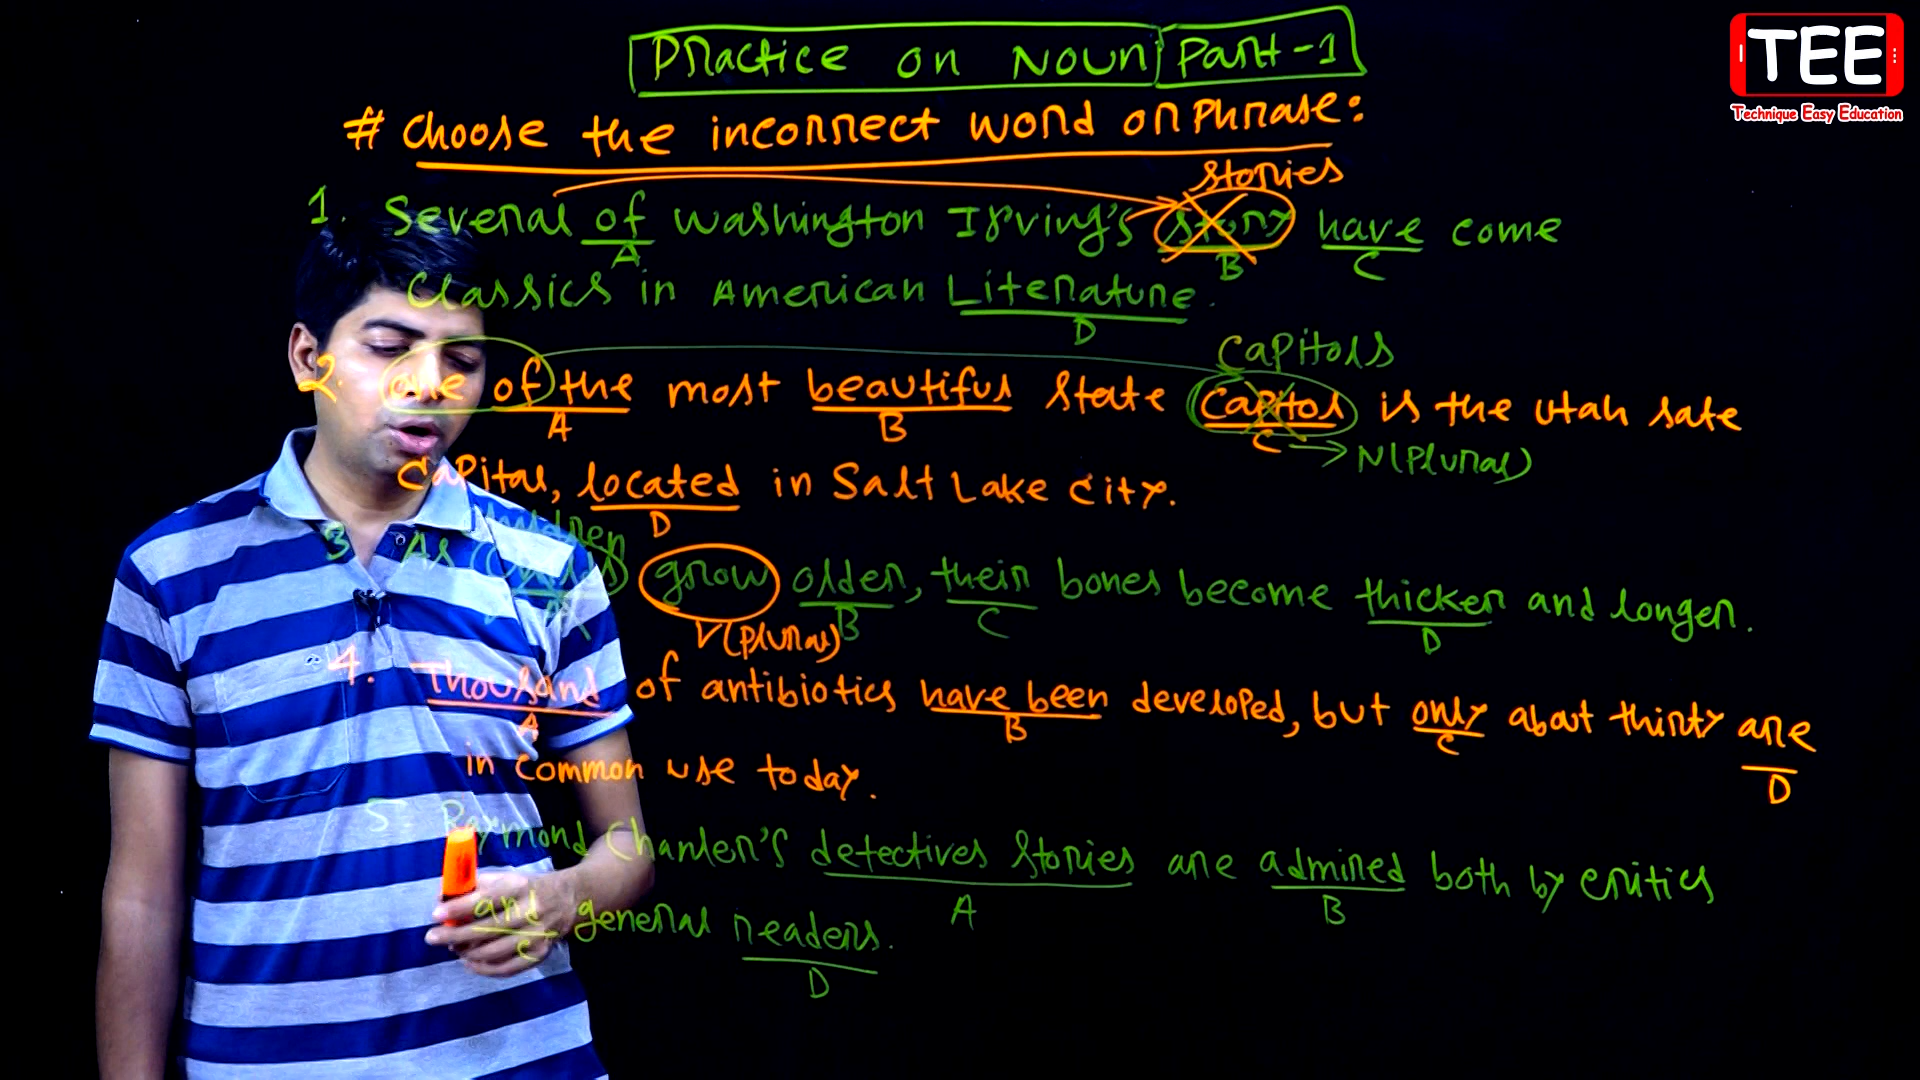 Practice on Noun Part-1
TEE
Technique Easy Education
# Choose the incorrect word or Phrase:
stories
1. Several of Washington Irving's story have come
A B C
Classics in American Literature.
D
Capitols
2. One of the most beautiful state Capitol is the Utah sate
A B C → N(Plural)
Capital, located in Salt Lake City.
D
children
3. As grow older, their bones become thicker and longer.
A V(Plural) B C D
4. Thousand of antibiotics have been developed, but only about thirty are
A B C D
in common use today.
5. Raymond Chanler's detectives stories are admired both by critics
A B
and general readers.
C D